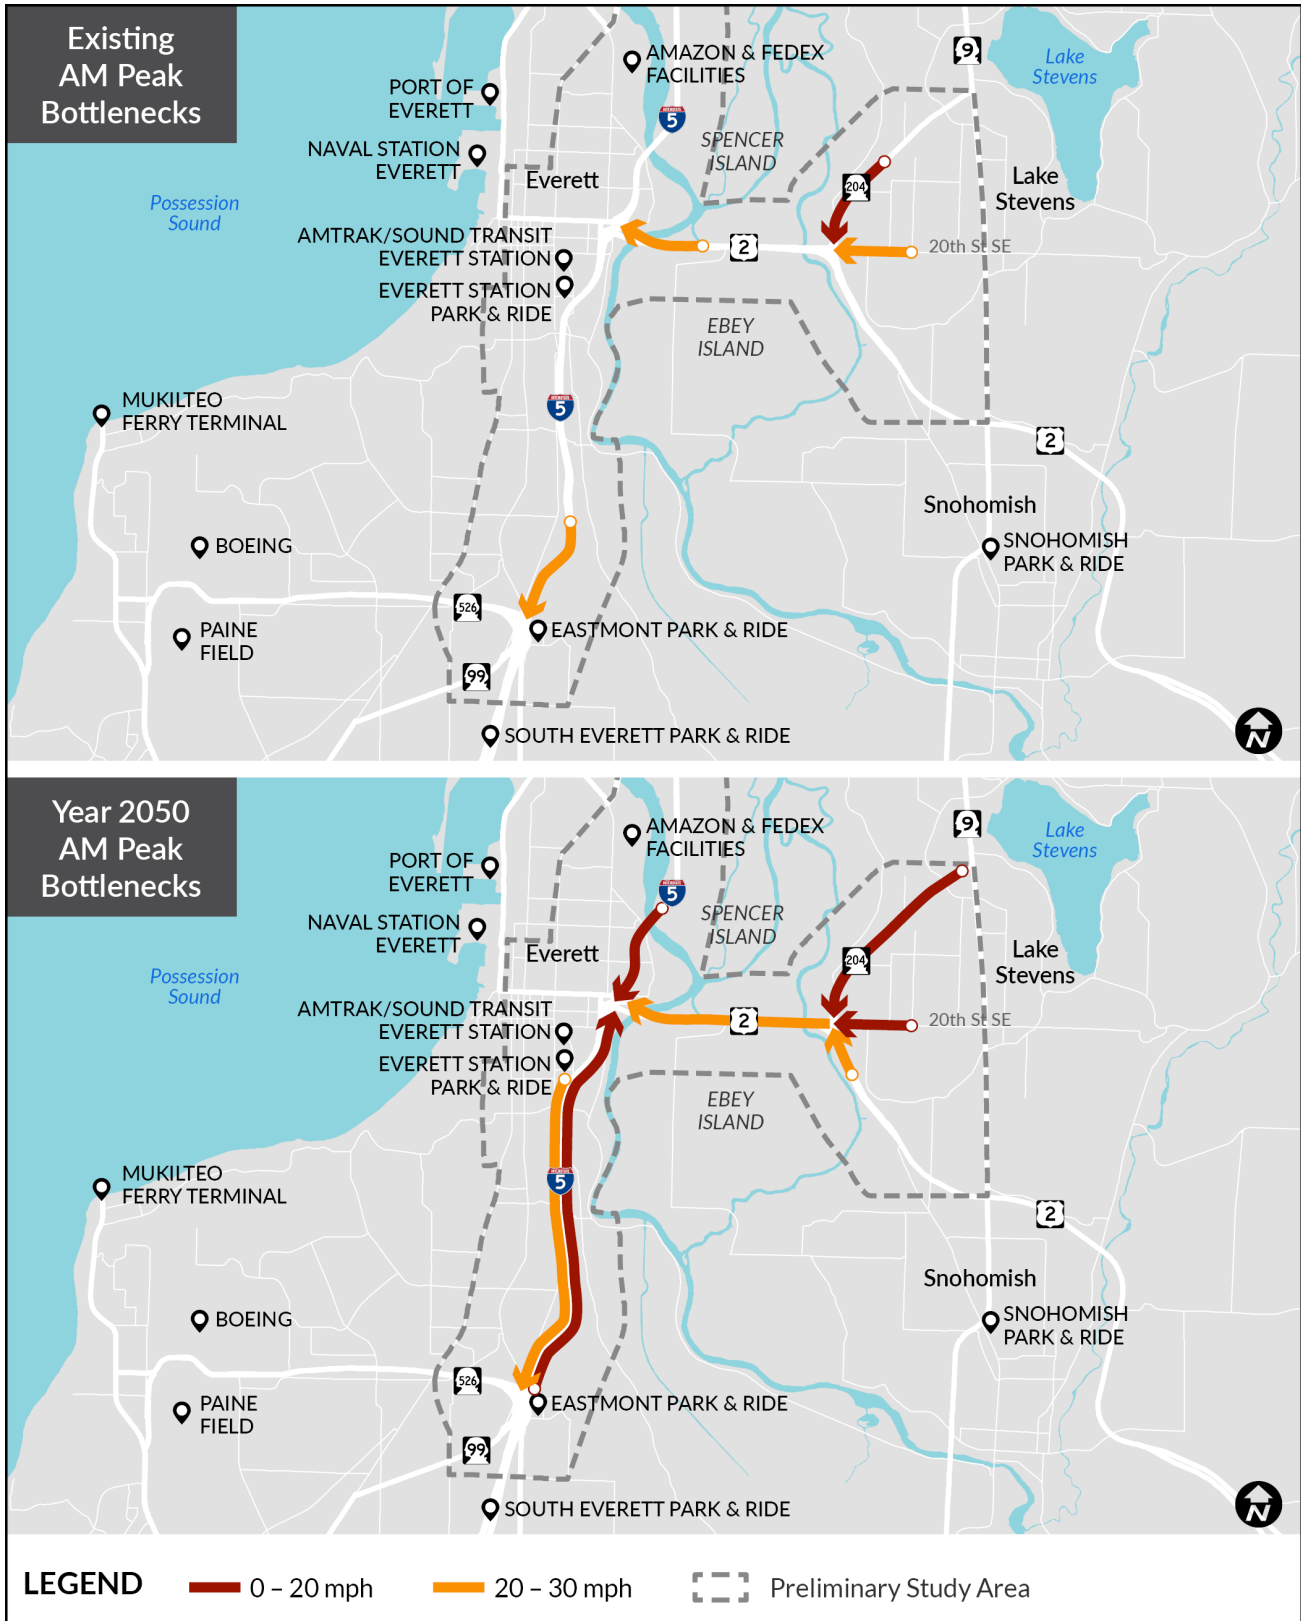 Existing
AM Peak
Bottlenecks
AMAZON & FEDEX
FACILITIES
9
Lake
Stevens
PORT OF
EVERETT
INTERSTATE
5
NAVAL STATION
EVERETT
SPENCER
ISLAND
Everett
204
Lake
Stevens
Possession
Sound
AMTRAK/SOUND TRANSIT
EVERETT STATION
2
20th St SE
EVERETT STATION
PARK & RIDE
EBEY
ISLAND
MUKILTEO
FERRY TERMINAL
INTERSTATE
5
2
Snohomish
BOEING
SNOHOMISH
PARK & RIDE
526
PAINE
FIELD
EASTMONT PARK & RIDE
99
SOUTH EVERETT PARK & RIDE
N
Year 2050
AM Peak
Bottlenecks
AMAZON & FEDEX
FACILITIES
9
Lake
Stevens
PORT OF
EVERETT
INTERSTATE
5
NAVAL STATION
EVERETT
SPENCER
ISLAND
Everett
204
Lake
Stevens
Possession
Sound
AMTRAK/SOUND TRANSIT
EVERETT STATION
2
20th St SE
EVERETT STATION
PARK & RIDE
EBEY
ISLAND
MUKILTEO
FERRY TERMINAL
INTERSTATE
5
2
Snohomish
BOEING
SNOHOMISH
PARK & RIDE
526
PAINE
FIELD
EASTMONT PARK & RIDE
99
SOUTH EVERETT PARK & RIDE
N
LEGEND
0 – 20 mph
20 – 30 mph
Preliminary Study Area